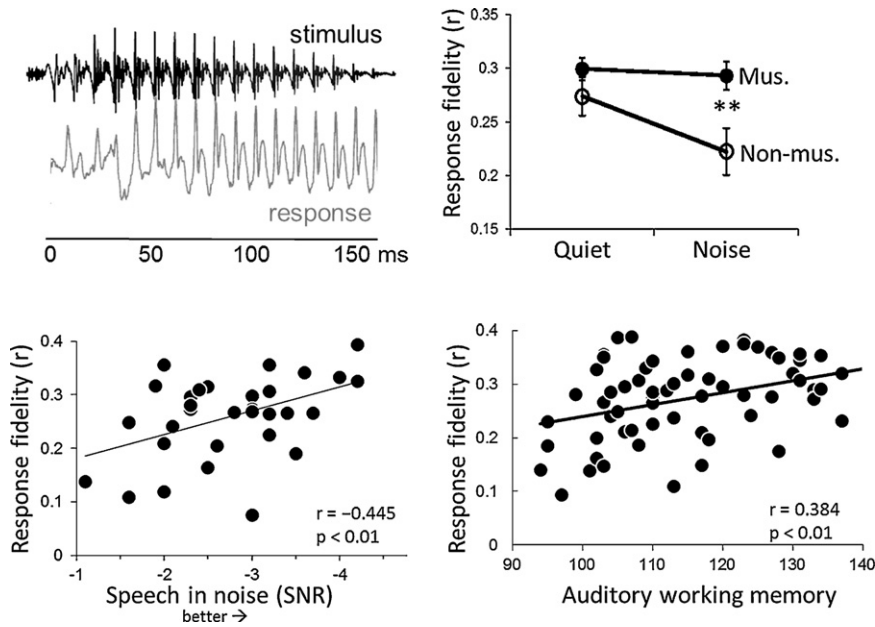 stimulus
response
0 50 100 150 ms
Response fidelity (r)
0.35
0.3
0.25
0.2
0.15
Mus.
**
Non-mus.
Quiet Noise
Response fidelity (r)
0.4
0.3
0.2
0.1
0
r = −0.445
p < 0.01
-1 -2 -3 -4
Speech in noise (SNR)
better →
Response fidelity (r)
0.4
0.3
0.2
0.1
0
r = 0.384
p < 0.01
90 100 110 120 130 140
Auditory working memory